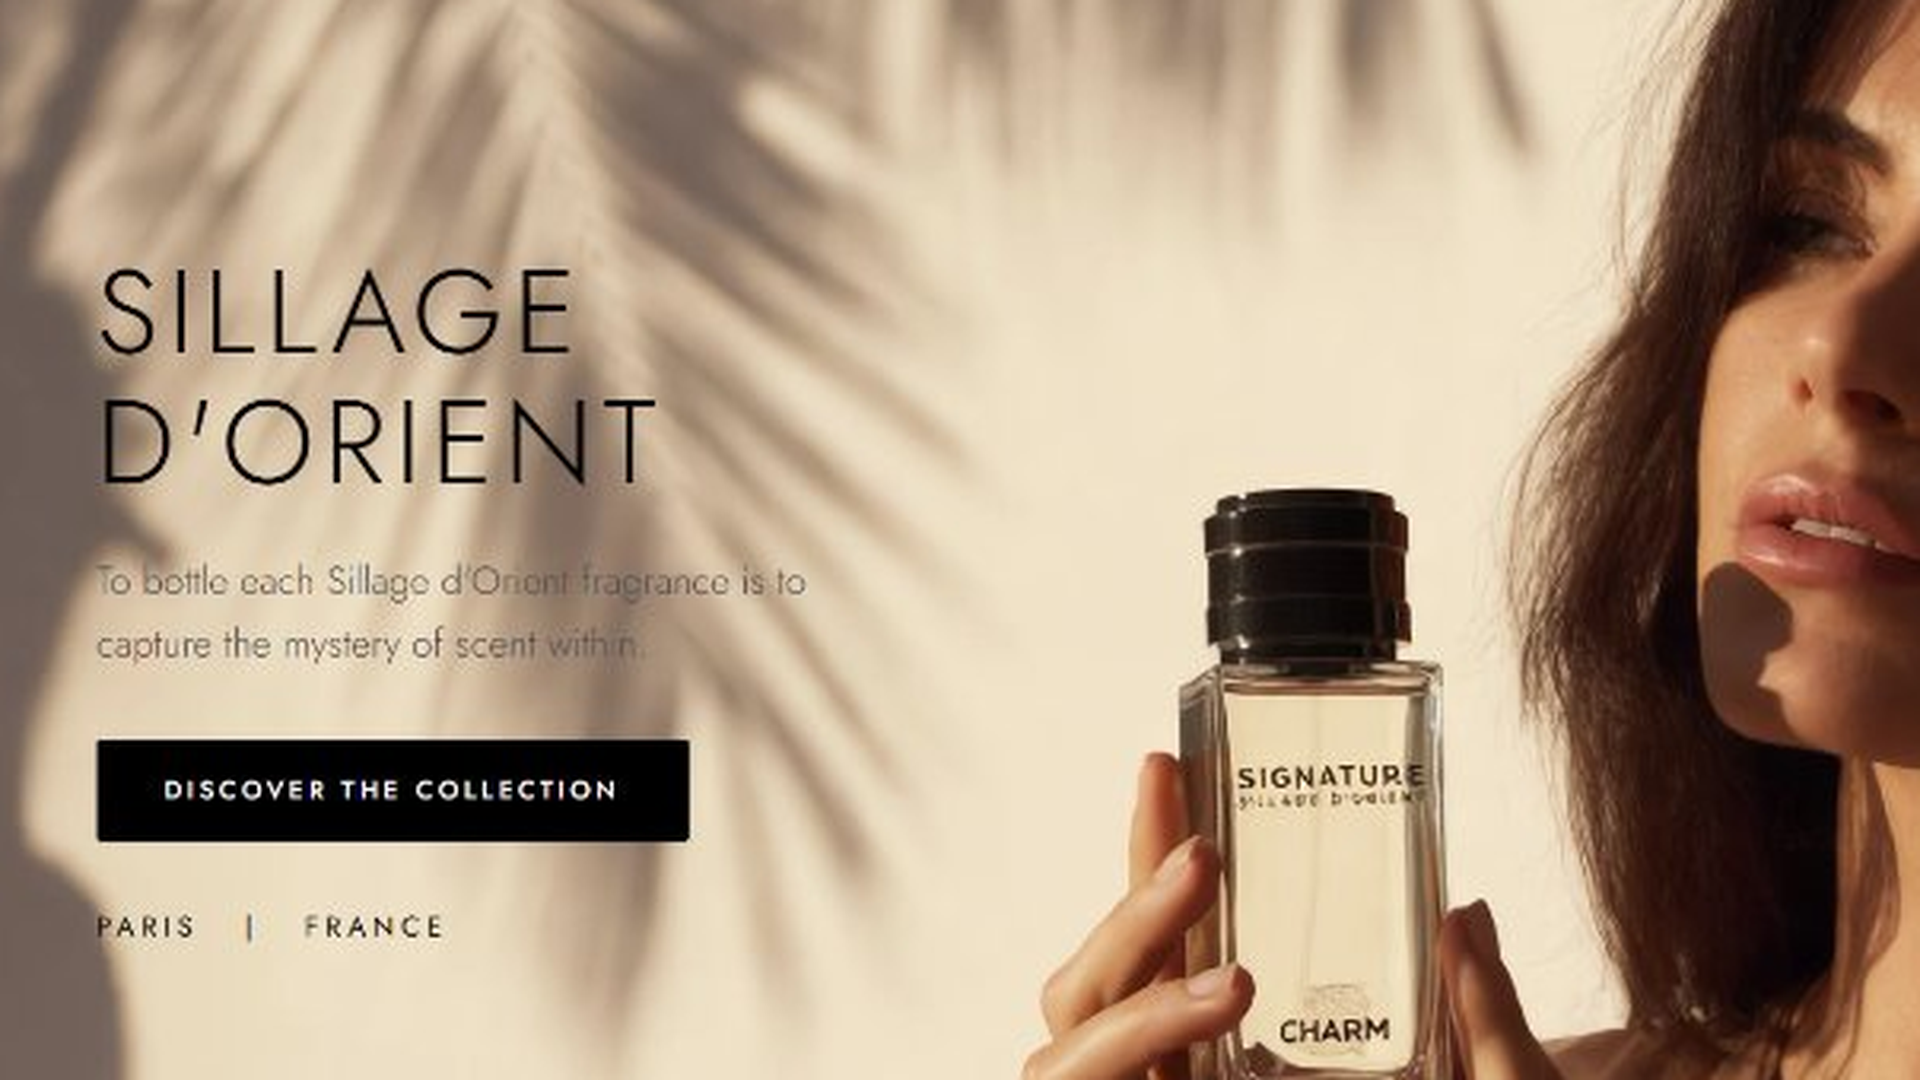 SILLAGE
D'ORIENT
To bottle each Sillage d'Orient fragrance is to
capture the mystery of scent within.
DISCOVER THE COLLECTION
PARIS | FRANCE
SIGNATURE
SILLAGE D'ORIENT
CHARM